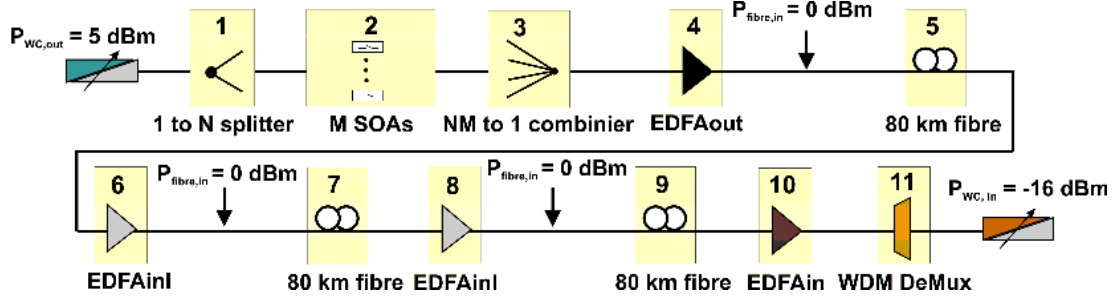 P_WC,out = 5 dBm
P_fibre,in = 0 dBm
1
2
3
4
5
1 to N splitter
M SOAs
NM to 1 combinier
EDFAout
80 km fibre
P_fibre,in = 0 dBm
P_fibre,in = 0 dBm
P_WC, in = -16 dBm
6
7
8
9
10
11
EDFAinl
80 km fibre
EDFAinl
80 km fibre
EDFAin
WDM DeMux